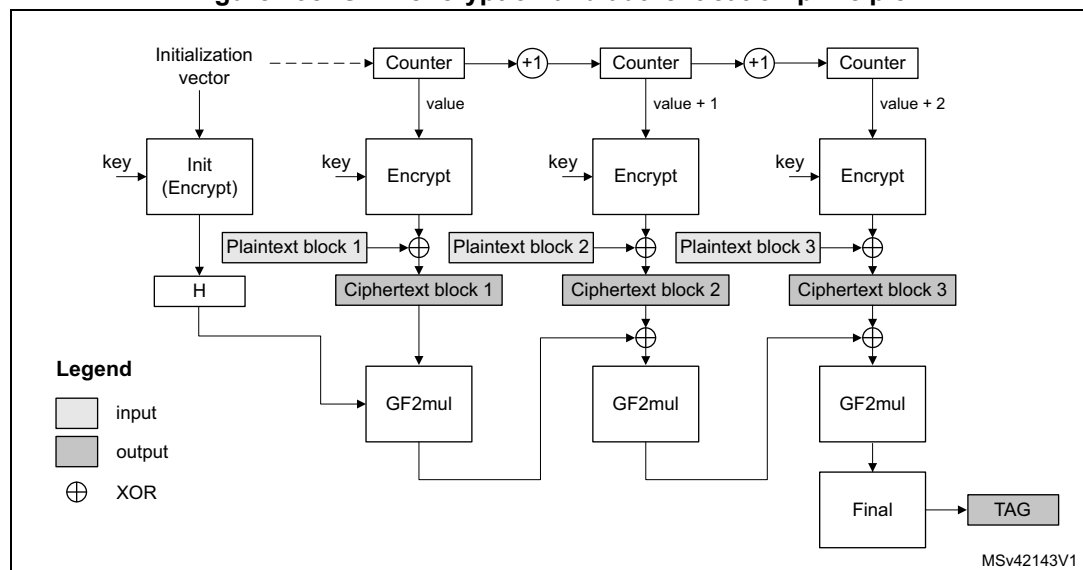 Initialization
vector
Counter
+1
Counter
+1
Counter
value
value + 1
value + 2
key
Init
(Encrypt)
key
Encrypt
key
Encrypt
key
Encrypt
Plaintext block 1
Plaintext block 2
Plaintext block 3
H
Ciphertext block 1
Ciphertext block 2
Ciphertext block 3
Legend
input
output
XOR
GF2mul
GF2mul
GF2mul
Final
TAG
MSv42143V1